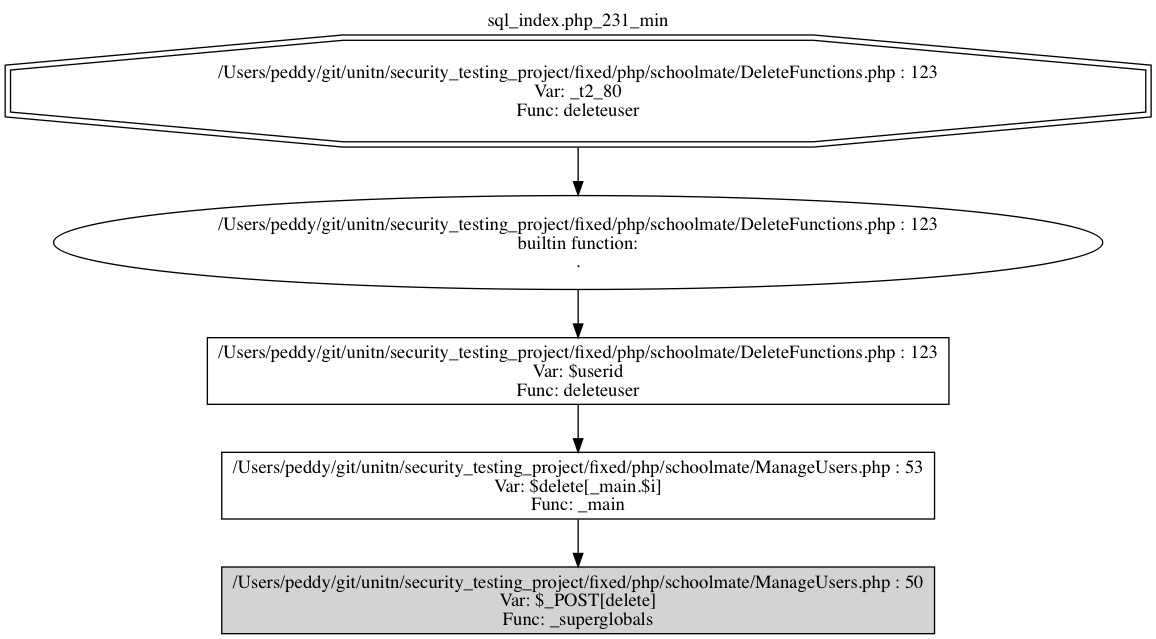 sql_index.php_231_min
/Users/peddy/git/unitn/security_testing_project/fixed/php/schoolmate/DeleteFunctions.php : 123
Var: _t2_80
Func: deleteuser
/Users/peddy/git/unitn/security_testing_project/fixed/php/schoolmate/DeleteFunctions.php : 123
builtin function:
.
/Users/peddy/git/unitn/security_testing_project/fixed/php/schoolmate/DeleteFunctions.php : 123
Var: $userid
Func: deleteuser
/Users/peddy/git/unitn/security_testing_project/fixed/php/schoolmate/ManageUsers.php : 53
Var: $delete[_main.$i]
Func: _main
/Users/peddy/git/unitn/security_testing_project/fixed/php/schoolmate/ManageUsers.php : 50
Var: $_POST[delete]
Func: _superglobals